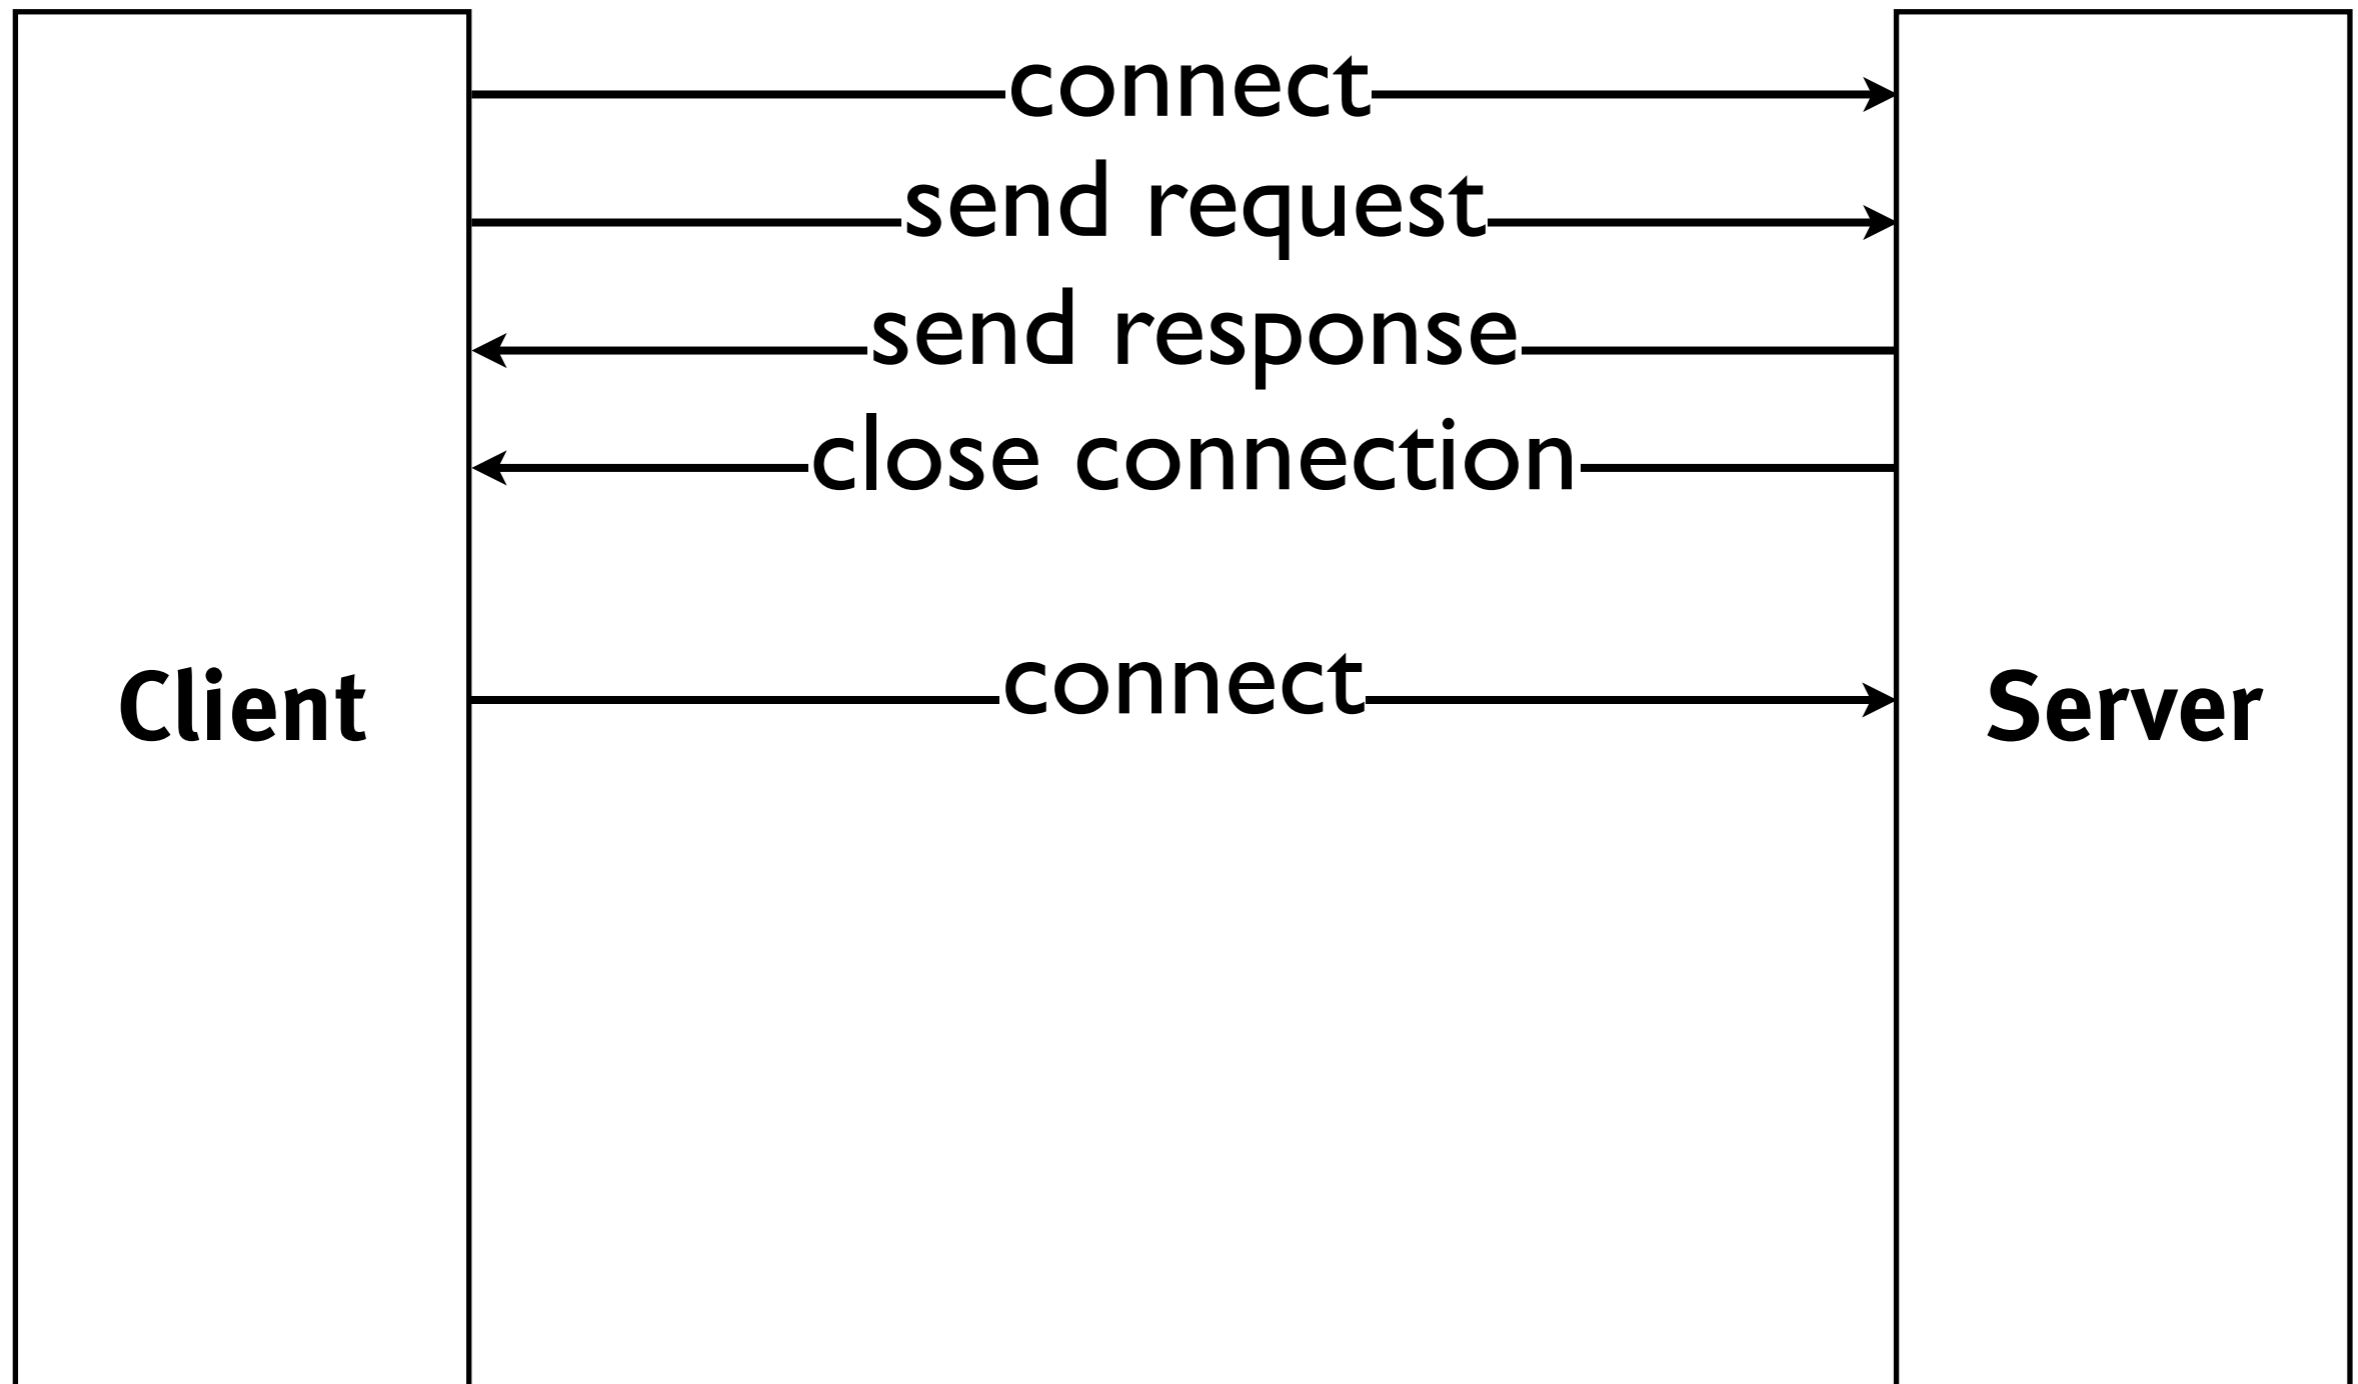 connect
send request
send response
close connection
connect
Client
Server